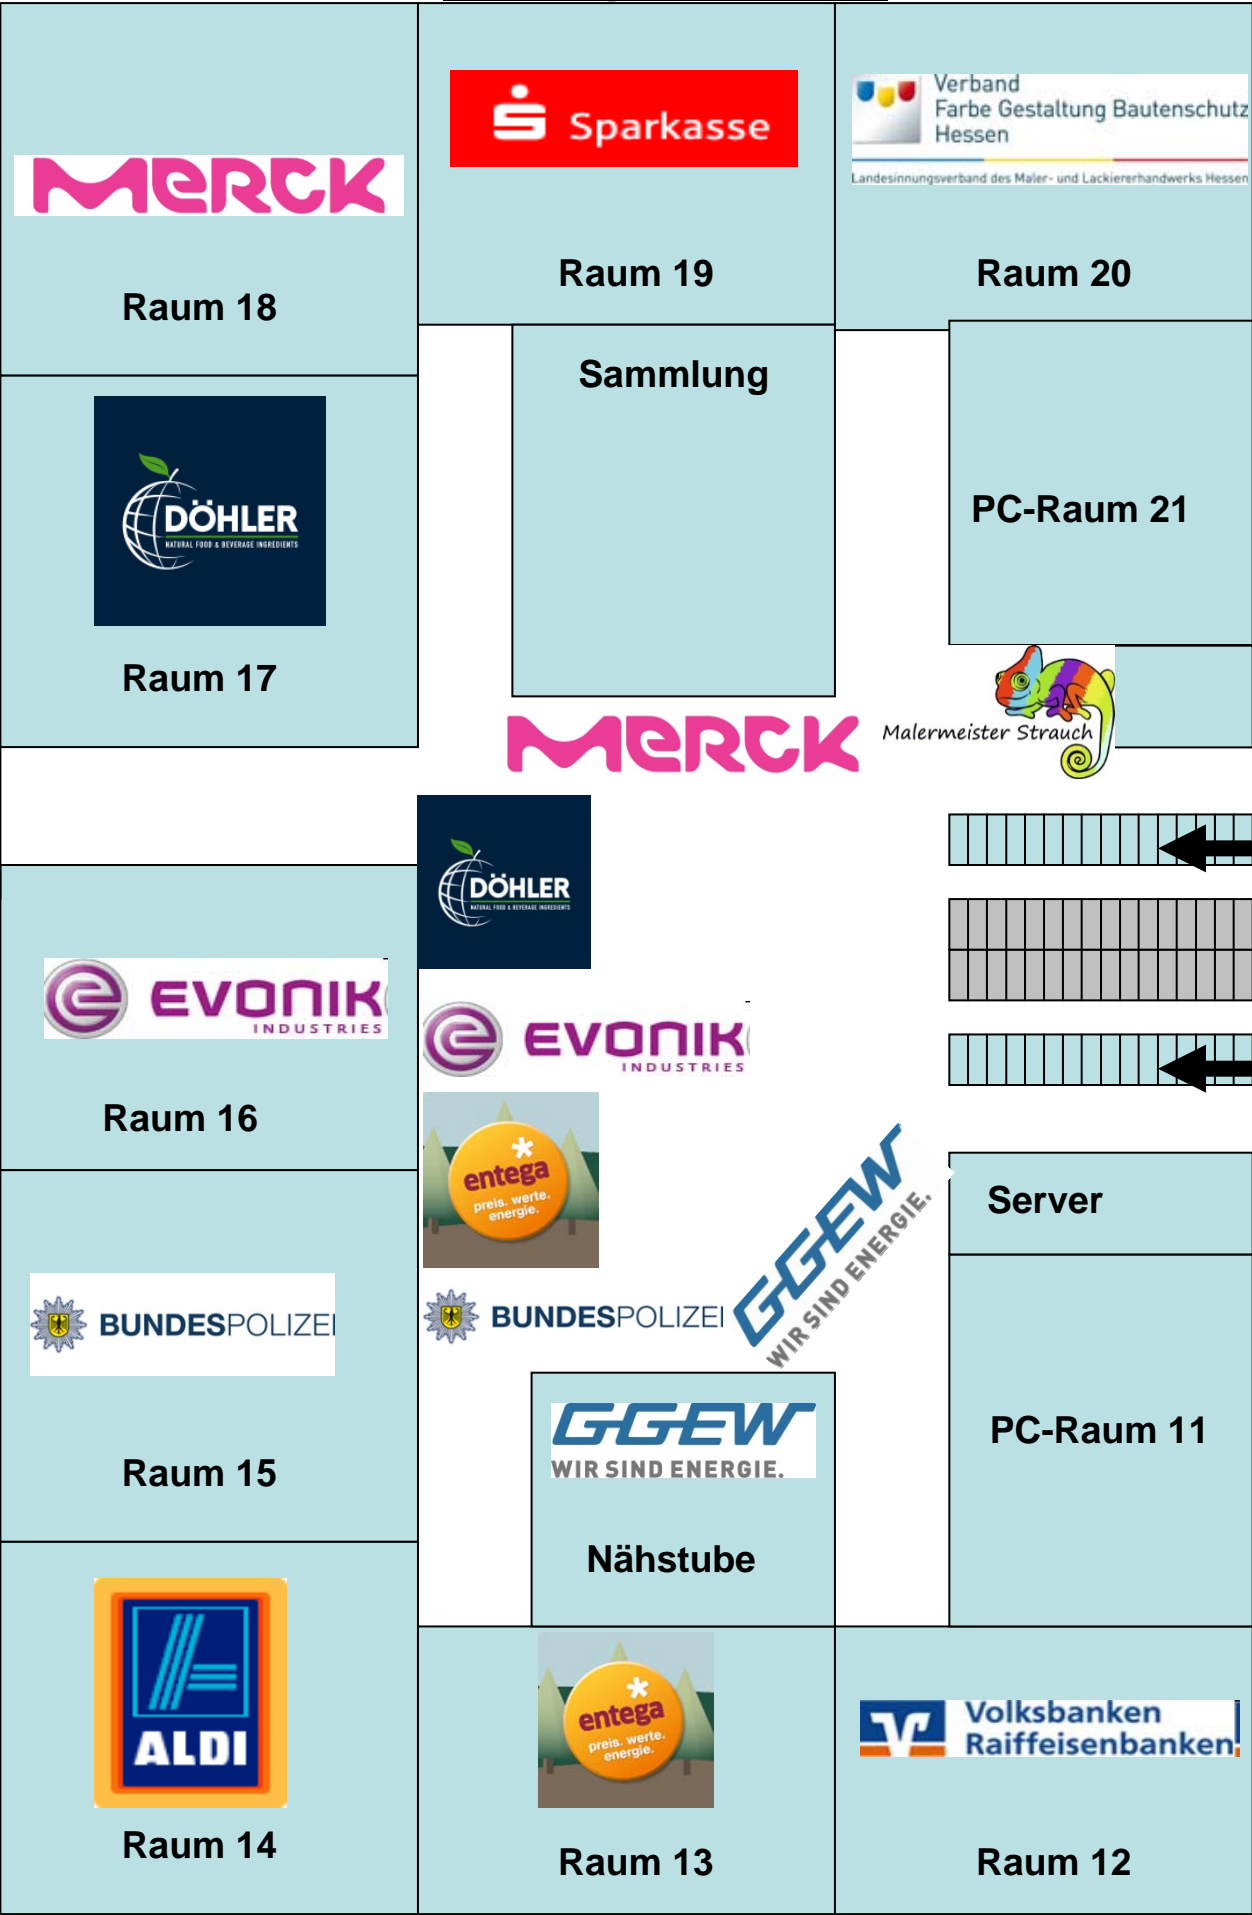 MERCK
Raum 18
Sparkasse
Raum 19
Verband
Farbe Gestaltung Bautenschutz
Hessen
Landesinnungsverband des Maler- und Lackiererhandwerks Hessen
Raum 20
Sammlung
PC-Raum 21
DÖHLER
NATURAL FOOD & BEVERAGE INGREDIENTS
Raum 17
MERCK
Malermeister Strauch
DÖHLER
NATURAL FOOD & BEVERAGE INGREDIENTS
EVONIK
INDUSTRIES
Raum 16
EVONIK
INDUSTRIES
entega
preis. werte.
energie.
GGEW
WIR SIND ENERGIE.
Server
BUNDESPOLIZEI
Raum 15
BUNDESPOLIZEI
GGEW
WIR SIND ENERGIE.
Nähstube
PC-Raum 11
ALDI
Raum 14
entega
preis. werte.
energie.
Raum 13
Volksbanken
Raiffeisenbanken
Raum 12